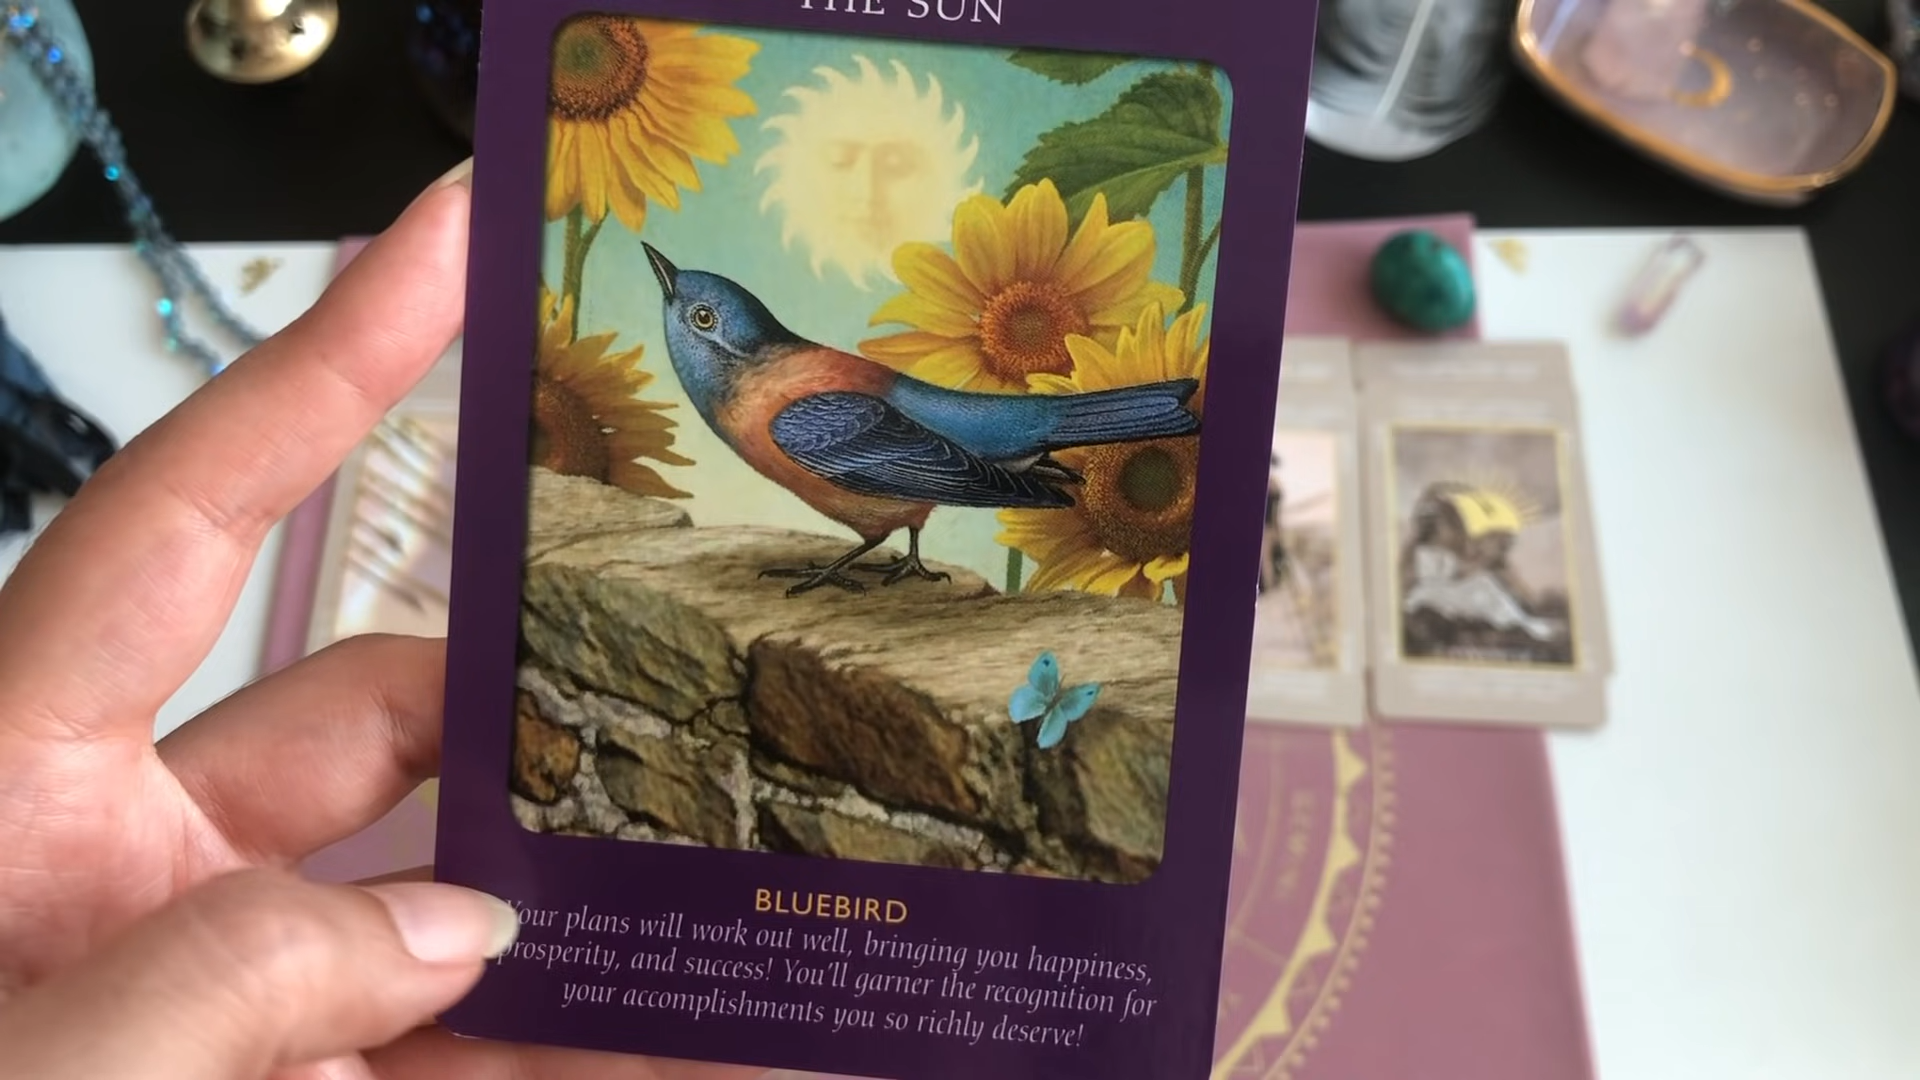 THE SUN
BLUEBIRD
Your plans will work out well, bringing you happiness,
prosperity, and success! You'll garner the recognition for
your accomplishments you so richly deserve!